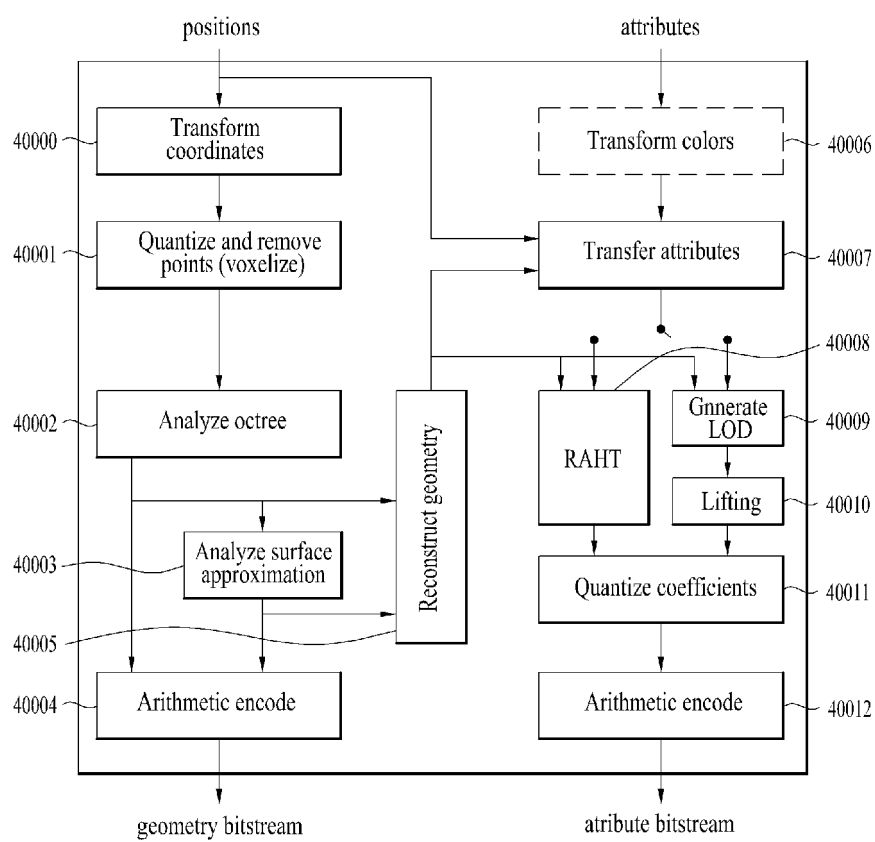 positions
attributes
40000
Transform
coordinates
Transform colors
40006
40001
Quantize and remove
points (voxelize)
Transfer attributes
40007
40008
40002
Analyze octree
Reconstruct geometry
RAHT
Gnnerate
LOD
40009
Lifting
40010
40003
Analyze surface
approximation
Quantize coefficients
40011
40005
40004
Arithmetic encode
Arithmetic encode
40012
geometry bitstream
atribute bitstream